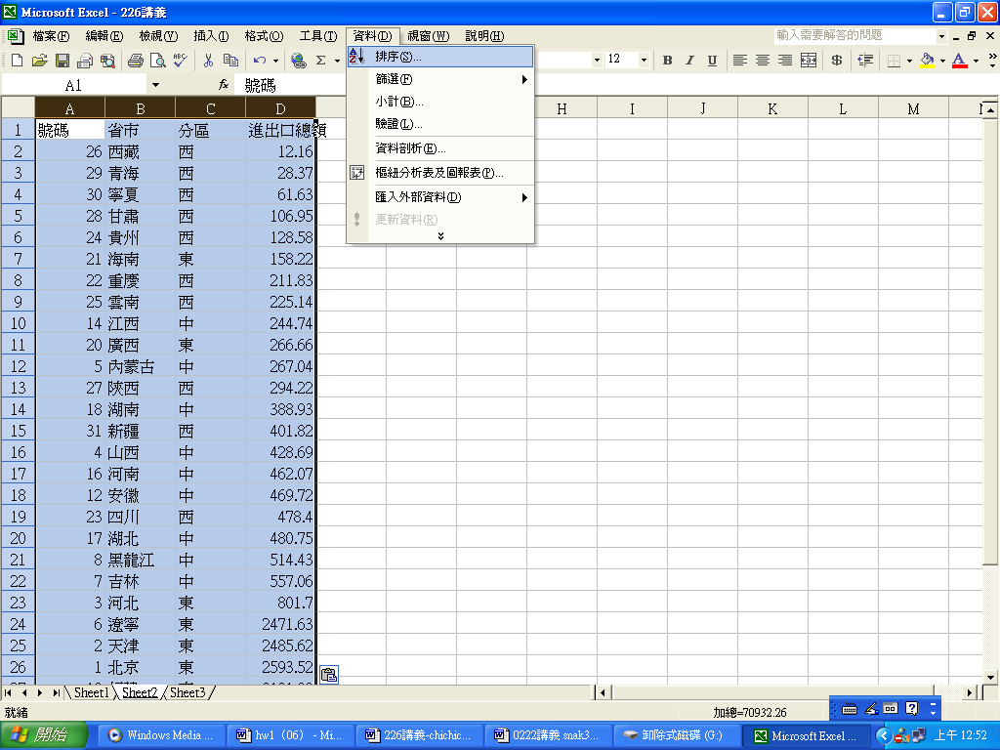 Microsoft Excel - 226講義
檔案(F) 編輯(E) 檢視(V) 插入(I) 格式(O) 工具(T) 資料(D) 視窗(W) 說明(H) 輸入需要解答的問題
12 B I U $ A
A1 fx 號碼
排序(S)...
篩選(F)
小計(B)...
驗證(L)...
資料剖析(E)...
樞紐分析表及圖報表(P)...
匯入外部資料(D)
更新資料(R)
A B C D H I J K L M
1 號碼 省市 分區 進出口總額
2 26 西藏 西 12.16
3 29 青海 西 28.37
4 30 寧夏 西 61.63
5 28 甘肅 西 106.95
6 24 貴州 西 128.58
7 21 海南 東 158.22
8 22 重慶 西 211.83
9 25 雲南 西 225.14
10 14 江西 中 244.74
11 20 廣西 東 266.66
12 5 內蒙古 中 267.04
13 27 陝西 西 294.22
14 18 湖南 中 388.93
15 31 新疆 西 401.82
16 4 山西 中 428.69
17 16 河南 中 462.07
18 12 安徽 中 469.72
19 23 四川 西 478.4
20 17 湖北 中 480.75
21 8 黑龍江 中 514.43
22 7 吉林 中 557.06
23 3 河北 東 801.7
24 6 遼寧 東 2471.63
25 2 天津 東 2485.62
26 1 北京 東 2593.52
Sheet1 Sheet2 Sheet3
就緒 加總=70932.26
開始 Windows Media ... hw1（06） - Mi... 226講義-chichic... 0222講義 snak3... 卸除式磁碟 (G:) Microsoft Excel ... 上午 12:52